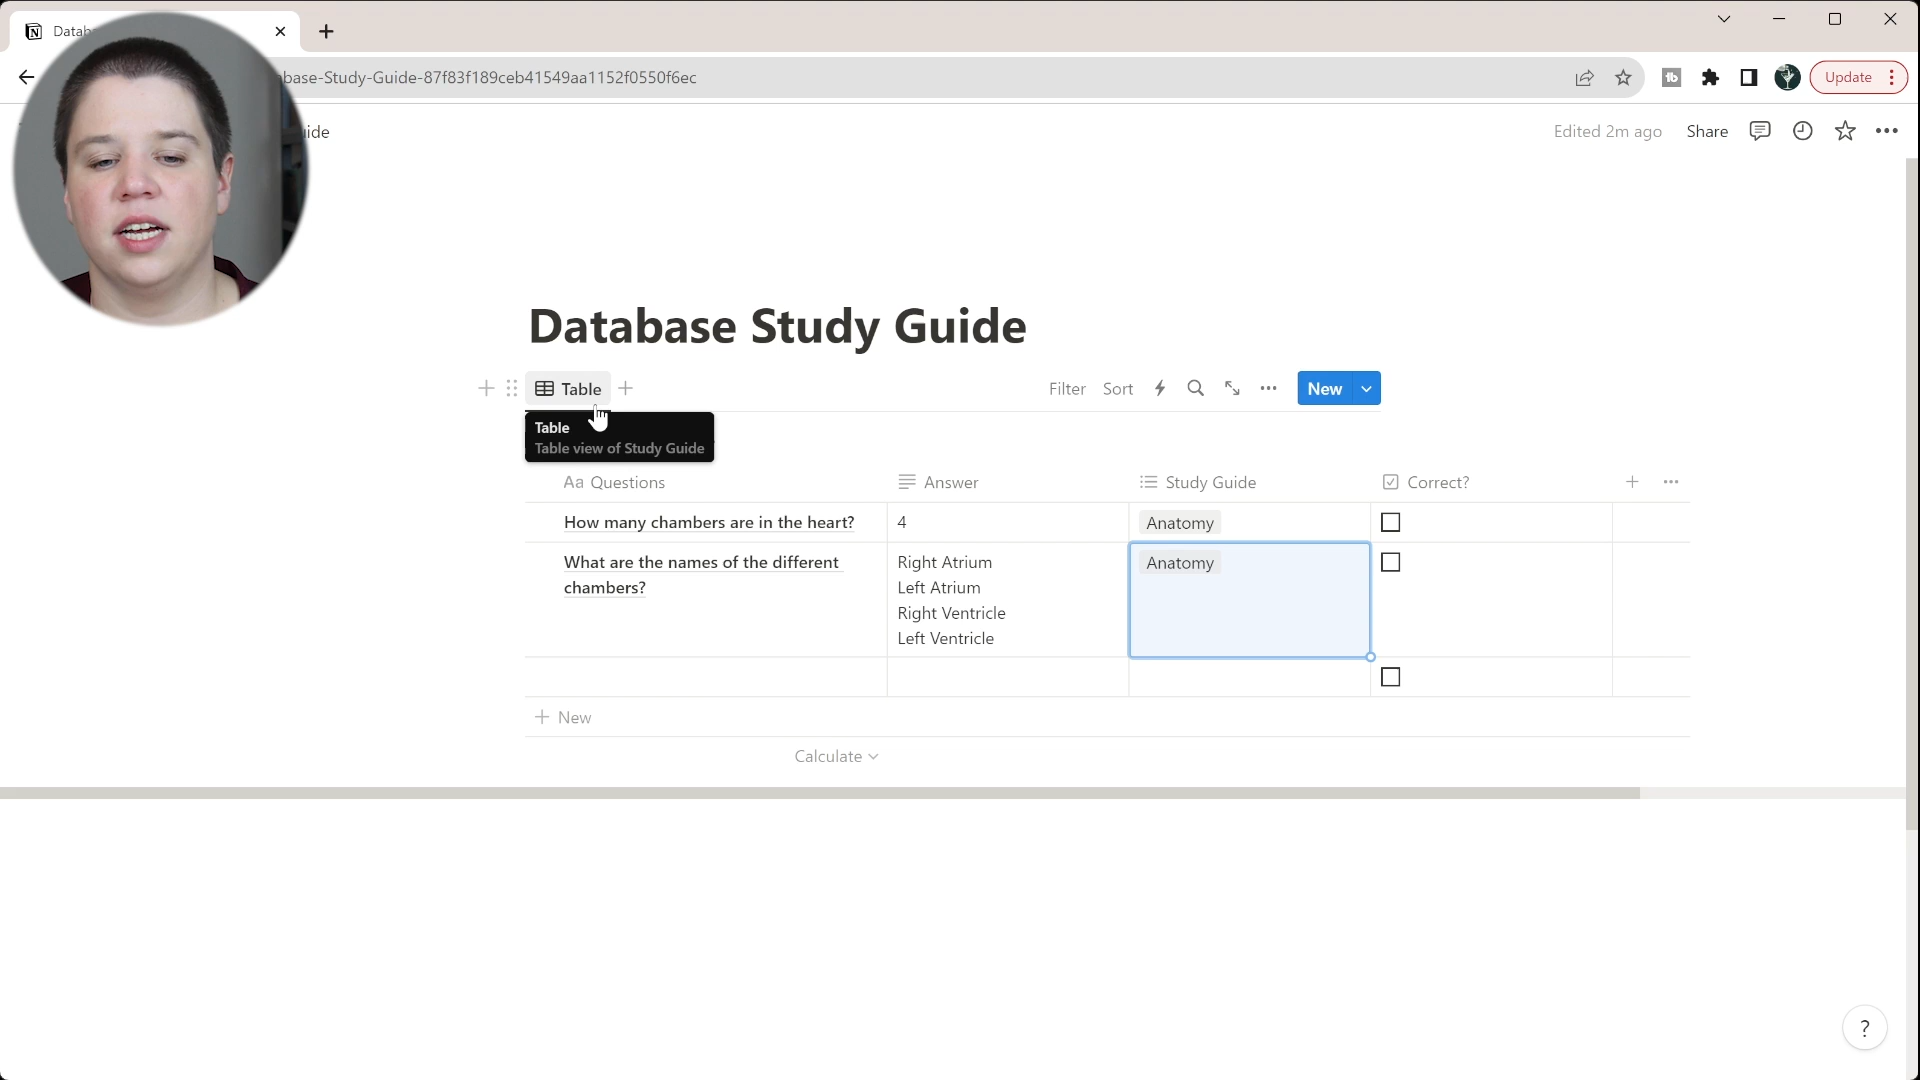 Datab
base-Study-Guide-87f83f189ceb41549aa1152f0550f6ec
Update
uide
Edited 2m ago
Share
Database Study Guide
Table
Filter
Sort
New
Table
Table view of Study Guide
Aa Questions
Answer
Study Guide
Correct?
How many chambers are in the heart?
4
Anatomy
What are the names of the different
chambers?
Right Atrium
Left Atrium
Right Ventricle
Left Ventricle
Anatomy
New
Calculate
?